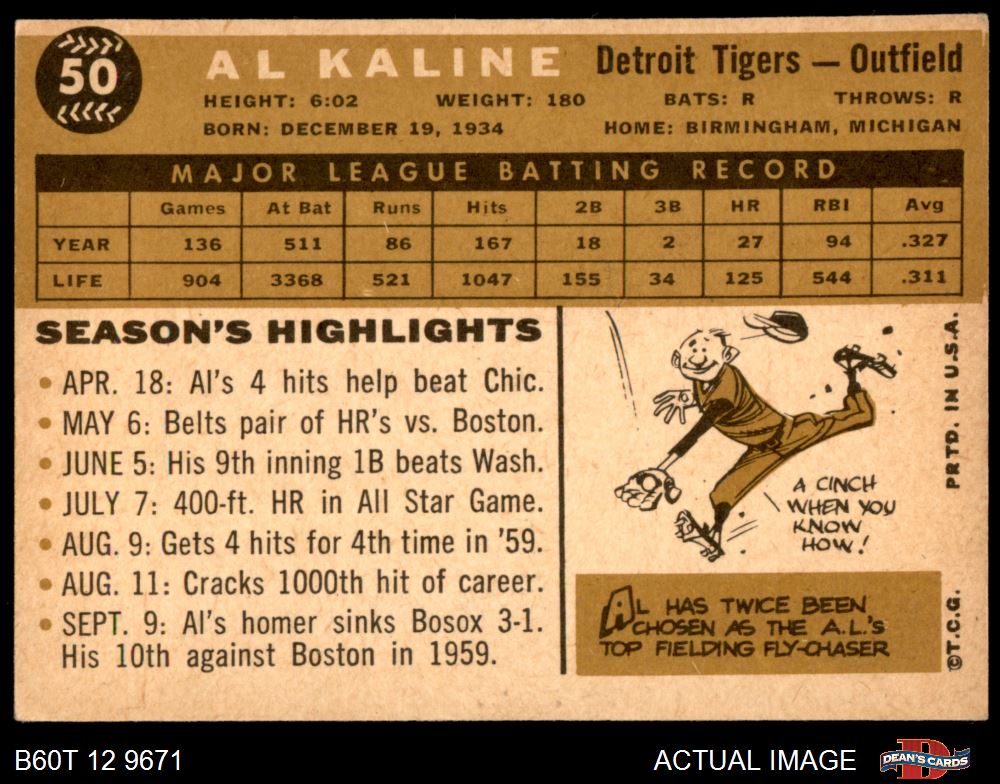 50
AL KALINE Detroit Tigers — Outfield
HEIGHT: 6:02 WEIGHT: 180 BATS: R THROWS: R
BORN: DECEMBER 19, 1934 HOME: BIRMINGHAM, MICHIGAN
MAJOR LEAGUE BATTING RECORD
Games At Bat Runs Hits 2B 3B HR RBI Avg
YEAR 136 511 86 167 18 2 27 94 .327
LIFE 904 3368 521 1047 155 34 125 544 .311
SEASON'S HIGHLIGHTS
• APR. 18: Al's 4 hits help beat Chic.
• MAY 6: Belts pair of HR's vs. Boston.
• JUNE 5: His 9th inning 1B beats Wash.
• JULY 7: 400-ft. HR in All Star Game.
• AUG. 9: Gets 4 hits for 4th time in '59.
• AUG. 11: Cracks 1000th hit of career.
• SEPT. 9: Al's homer sinks Bosox 3-1.
His 10th against Boston in 1959.
A CINCH
WHEN YOU
KNOW
HOW!
AL HAS TWICE BEEN
CHOSEN AS THE A.L.'s
TOP FIELDING FLY-CHASER
©T.C.G. PRTD. IN U.S.A.
B60T 12 9671 ACTUAL IMAGE
D
DEAN'S CARDS